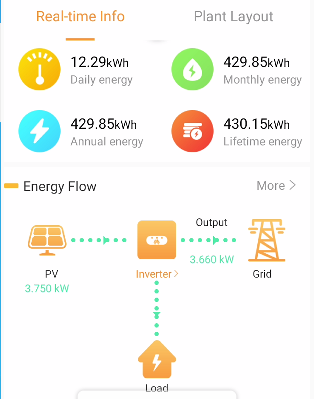 Real-time Info
Plant Layout
12.29kWh
Daily energy
429.85kWh
Monthly energy
429.85kWh
Annual energy
430.15kWh
Lifetime energy
Energy Flow
More
Output
3.660 kW
PV
3.750 kW
Inverter
Grid
Load